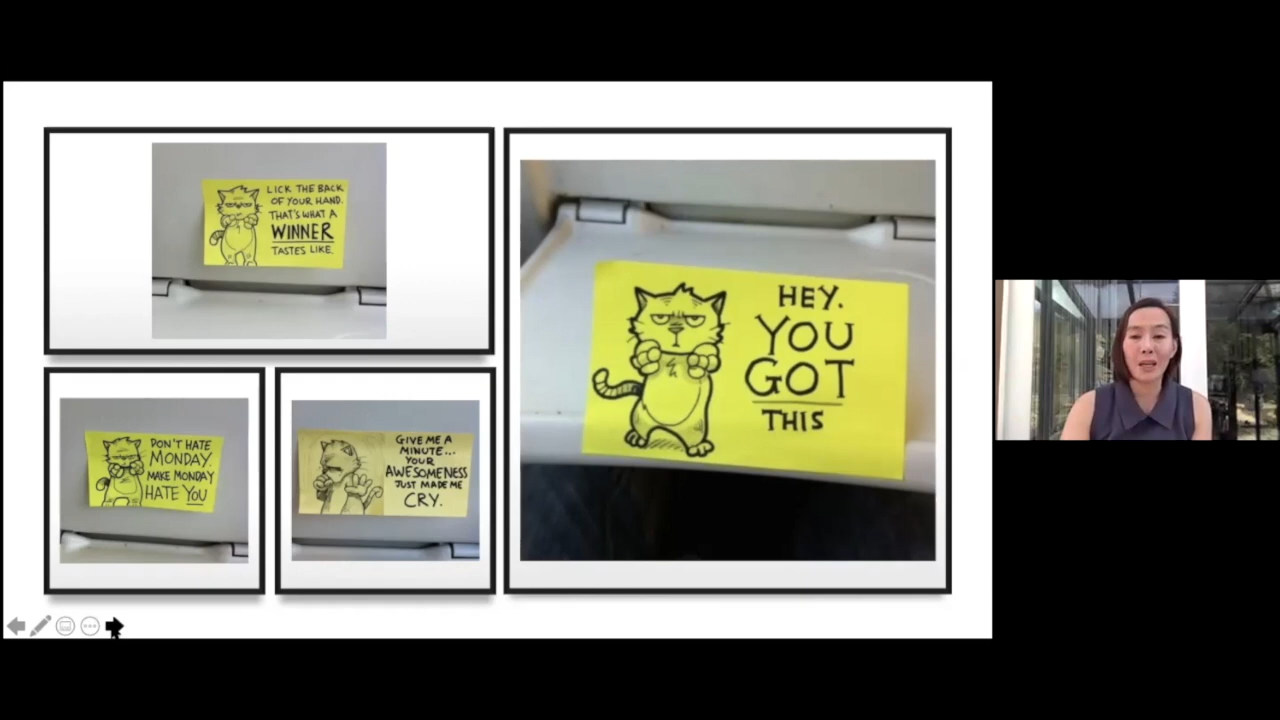 LICK THE BACK
OF YOUR HAND.
THAT'S WHAT A
WINNER
TASTES LIKE.
HEY.
YOU
GOT
THIS
DON'T HATE
MONDAY.
MAKE MONDAY
HATE YOU
GIVE ME A
MINUTE...
YOUR
AWESOMENESS
JUST MADE ME
CRY.